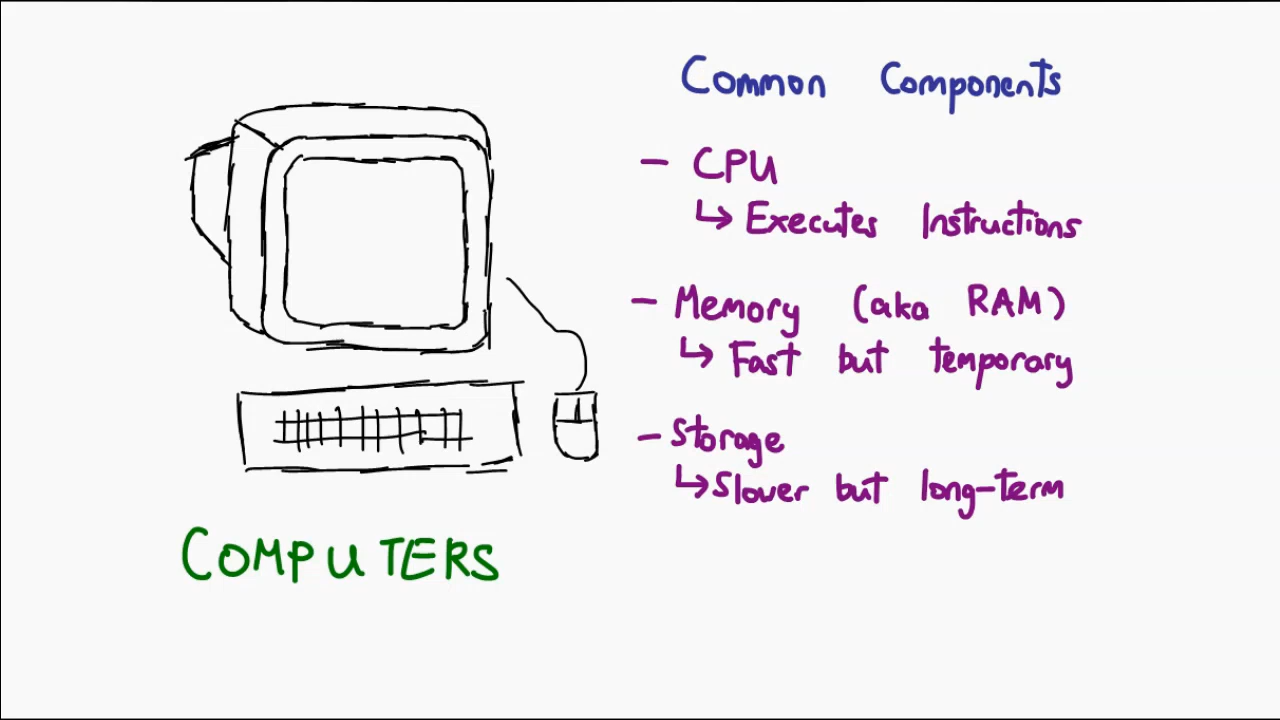 Common Components
- CPU
↳ Executes Instructions
- Memory (aka RAM)
↳ Fast but temporary
- Storage
↳ Slower but long-term
COMPUTERS